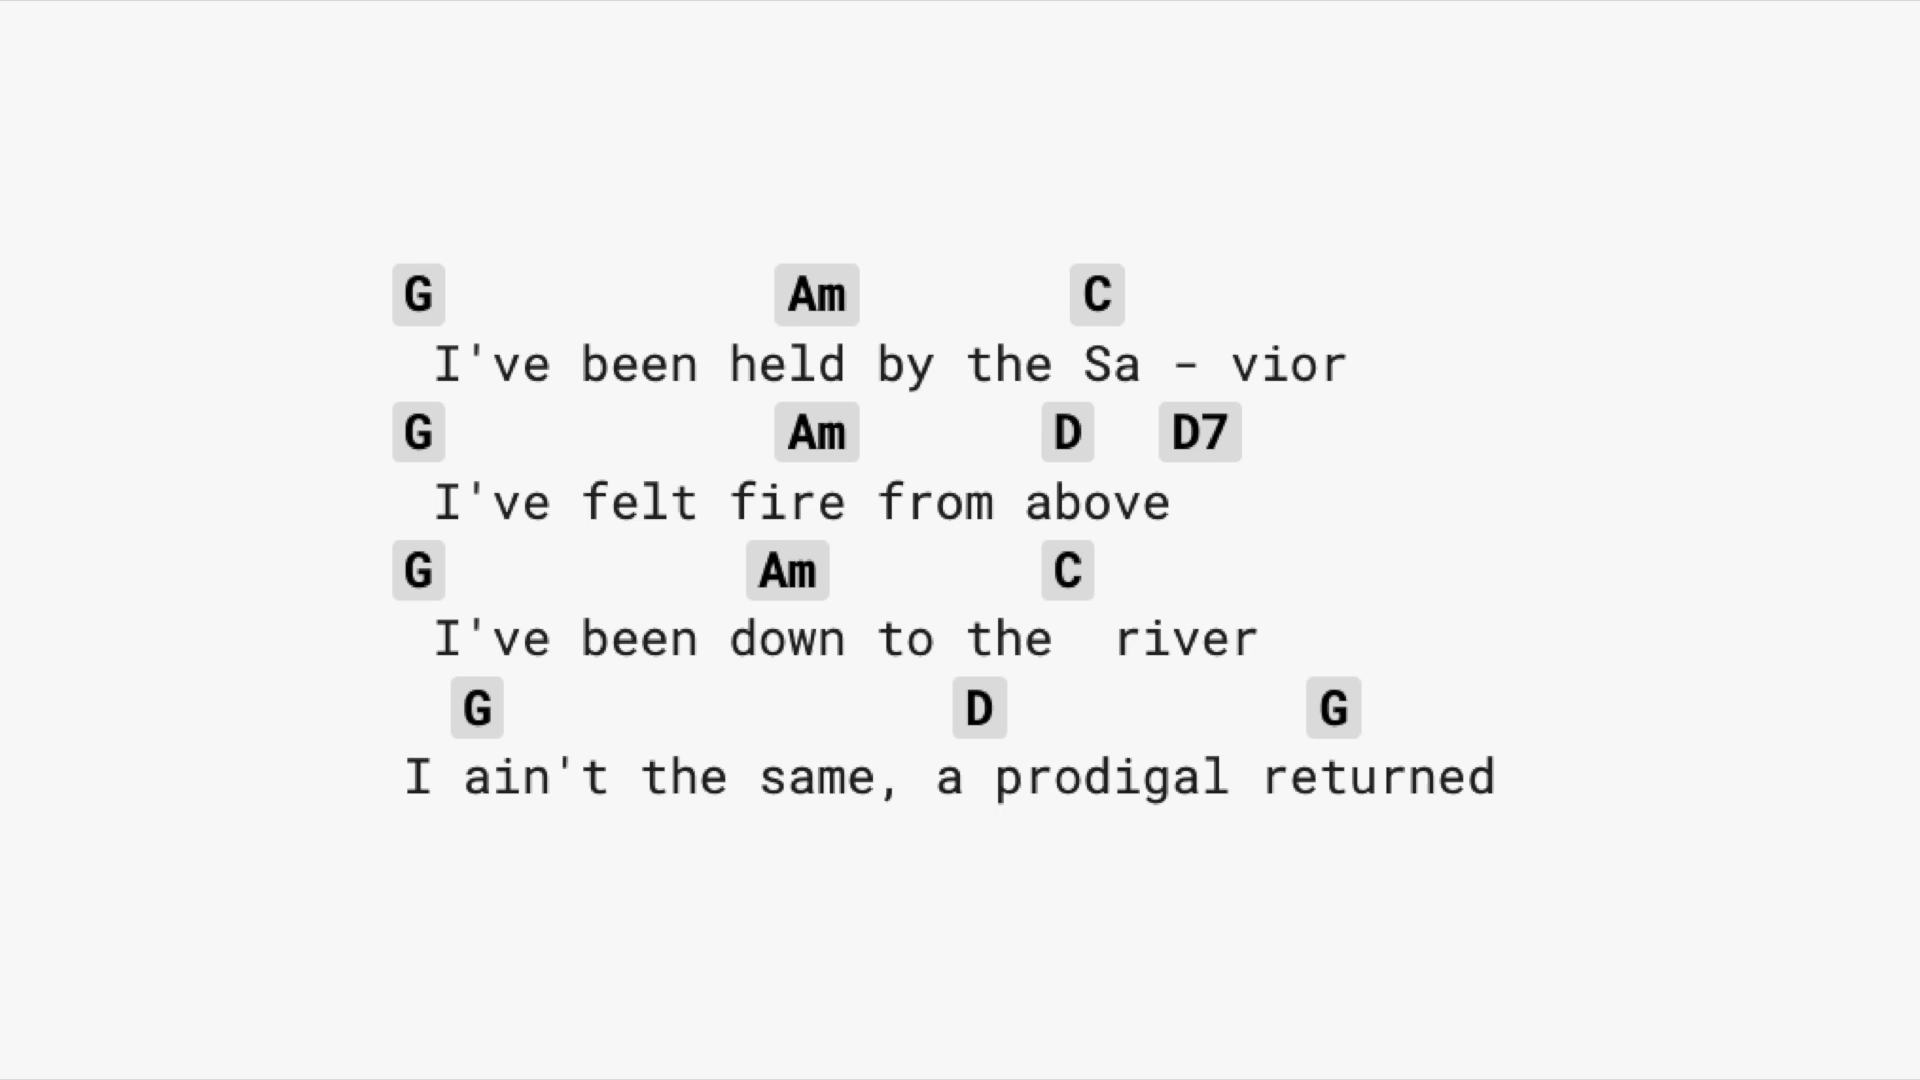 G Am C
I've been held by the Sa - vior
G Am D D7
I've felt fire from above
G Am C
I've been down to the river
G D G
I ain't the same, a prodigal returned